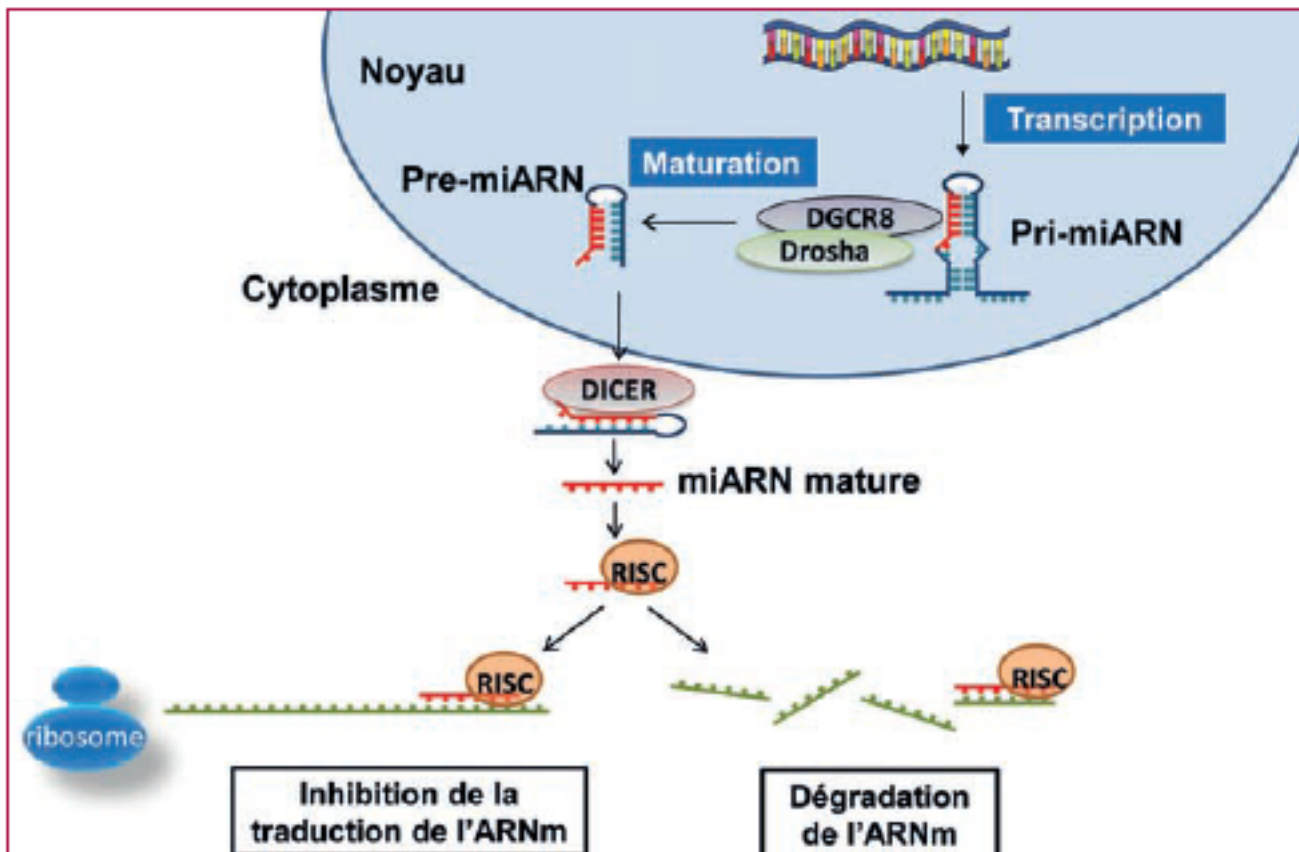 Noyau
Transcription
Maturation
Pre-miARN
DGCR8
Drosha
Pri-miARN
Cytoplasme
DICER
miARN mature
RISC
RISC
RISC
ribosome
Inhibition de la
traduction de l'ARNm
Dégradation
de l'ARNm